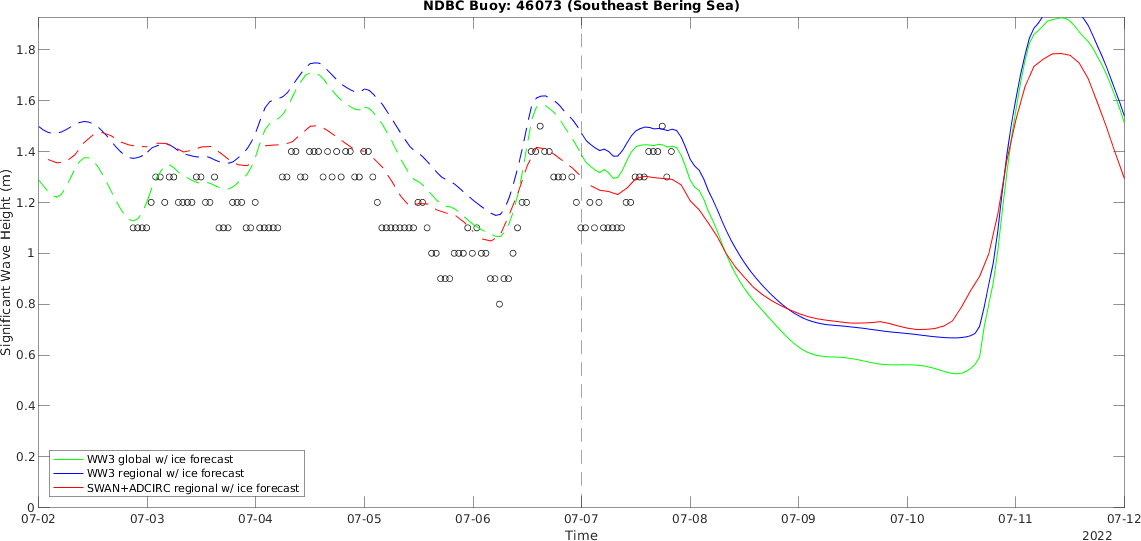 NDBC Buoy: 46073 (Southeast Bering Sea)
Significant Wave Height (m)
1.8
1.6
1.4
1.2
1
0.8
0.6
0.4
0.2
0
WW3 global w/ ice forecast
WW3 regional w/ ice forecast
SWAN+ADCIRC regional w/ ice forecast
07-02 07-03 07-04 07-05 07-06 07-07 07-08 07-09 07-10 07-11 07-12
Time
2022